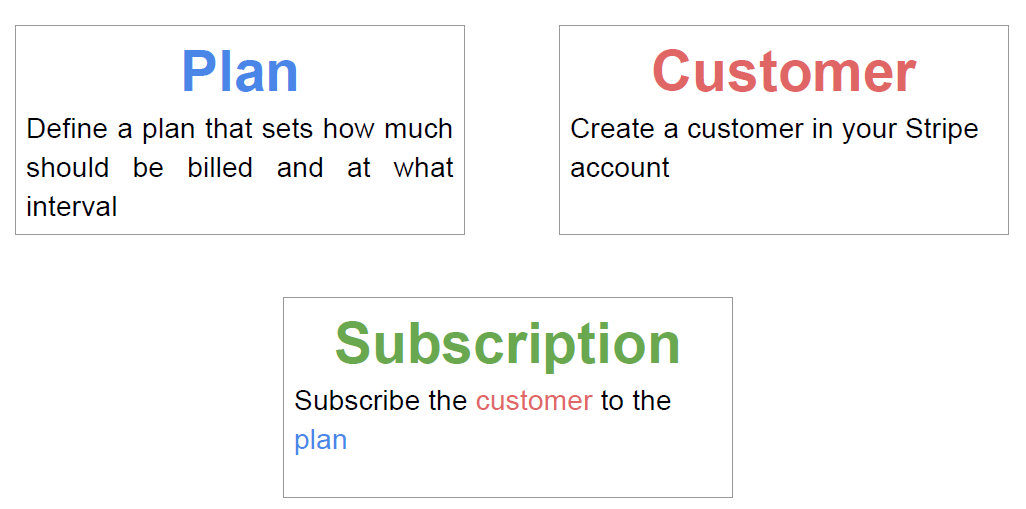 Plan
Define a plan that sets how much
should be billed and at what
interval
Customer
Create a customer in your Stripe
account
Subscription
Subscribe the customer to the
plan